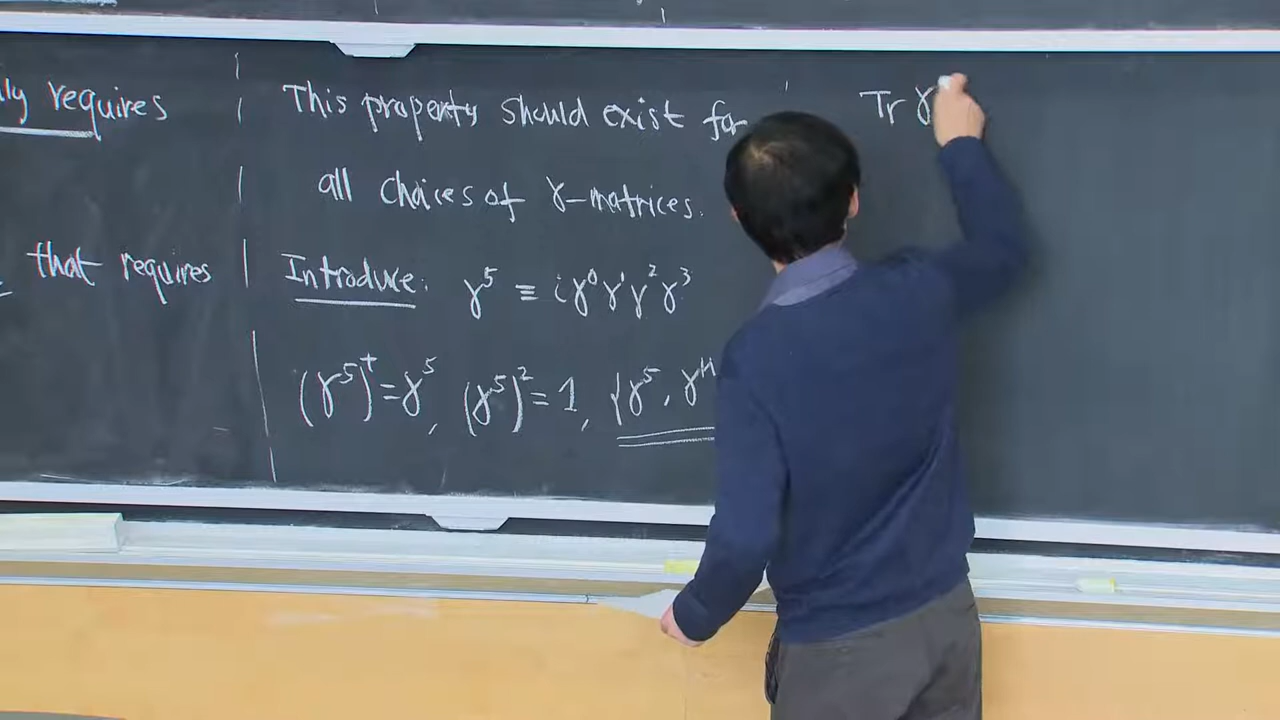 requires
that requires
This property should exist for
all choices of γ-matrices.
Introduce: γ⁵ ≡ iγ⁰γ¹γ²γ³
(γ⁵)† = γ⁵, (γ⁵)² = 1, {γ⁵, γᵘ
Tr γ